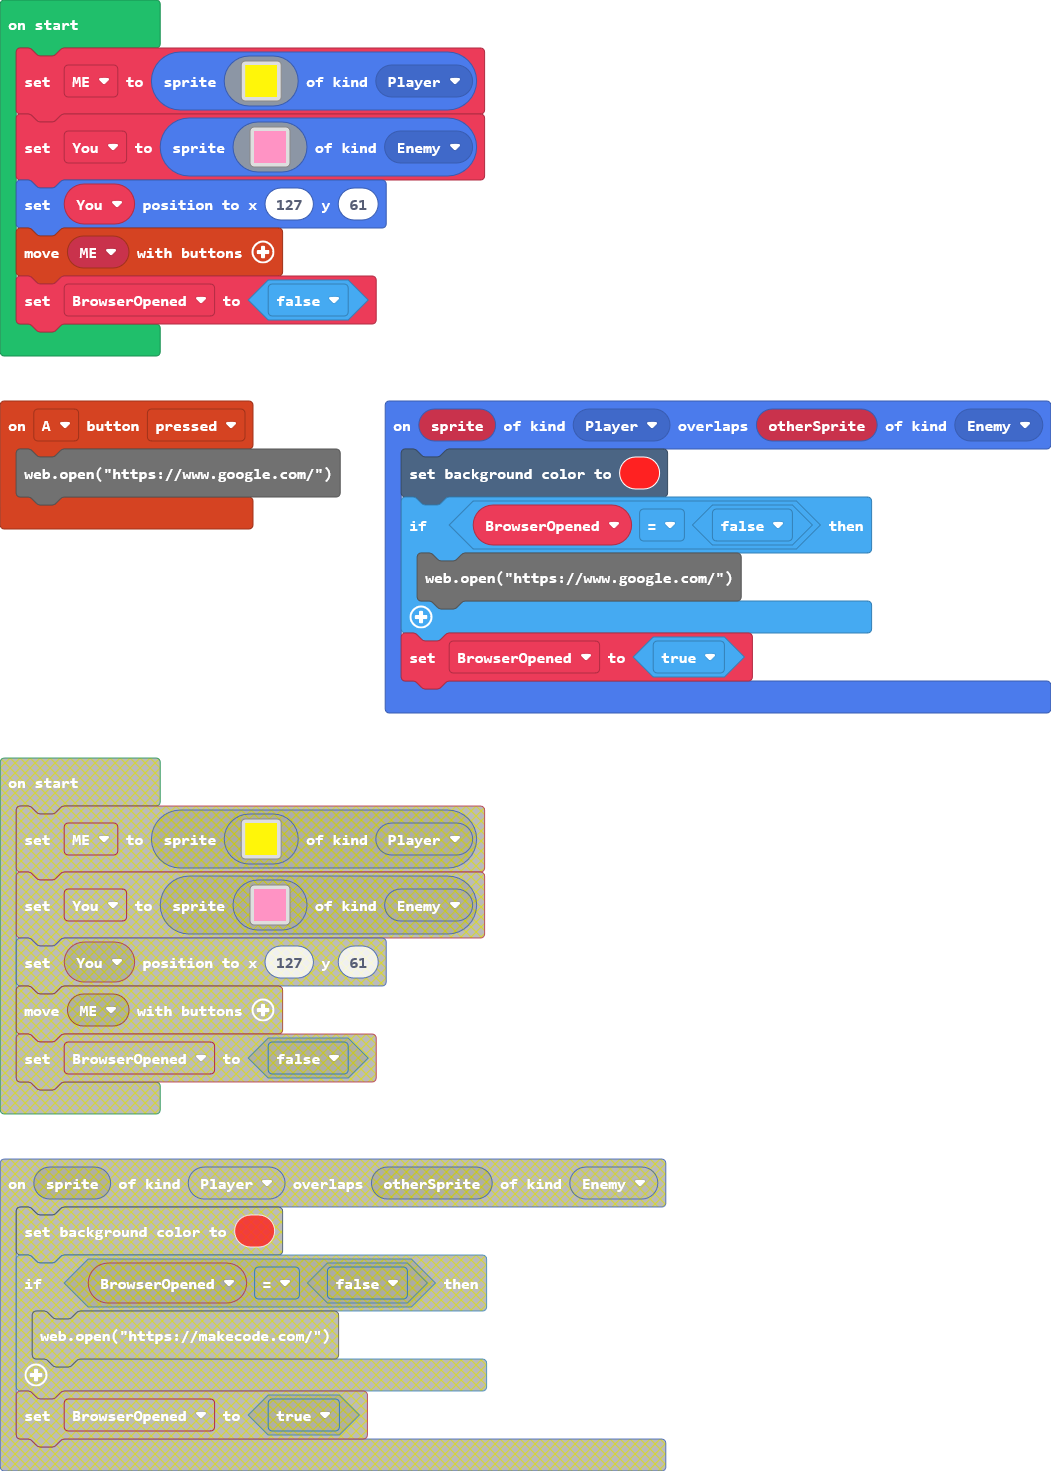 on start
set ME to sprite of kind Player
set You to sprite of kind Enemy
set You position to x 127 y 61
move ME with buttons
set BrowserOpened to false
on A button pressed
web.open("https://www.google.com/")
on sprite of kind Player overlaps otherSprite of kind Enemy
set background color to
if BrowserOpened = false then
web.open("https://www.google.com/")
set BrowserOpened to true
on start
set ME to sprite of kind Player
set You to sprite of kind Enemy
set You position to x 127 y 61
move ME with buttons
set BrowserOpened to false
on sprite of kind Player overlaps otherSprite of kind Enemy
set background color to
if BrowserOpened = false then
web.open("https://makecode.com/")
set BrowserOpened to true